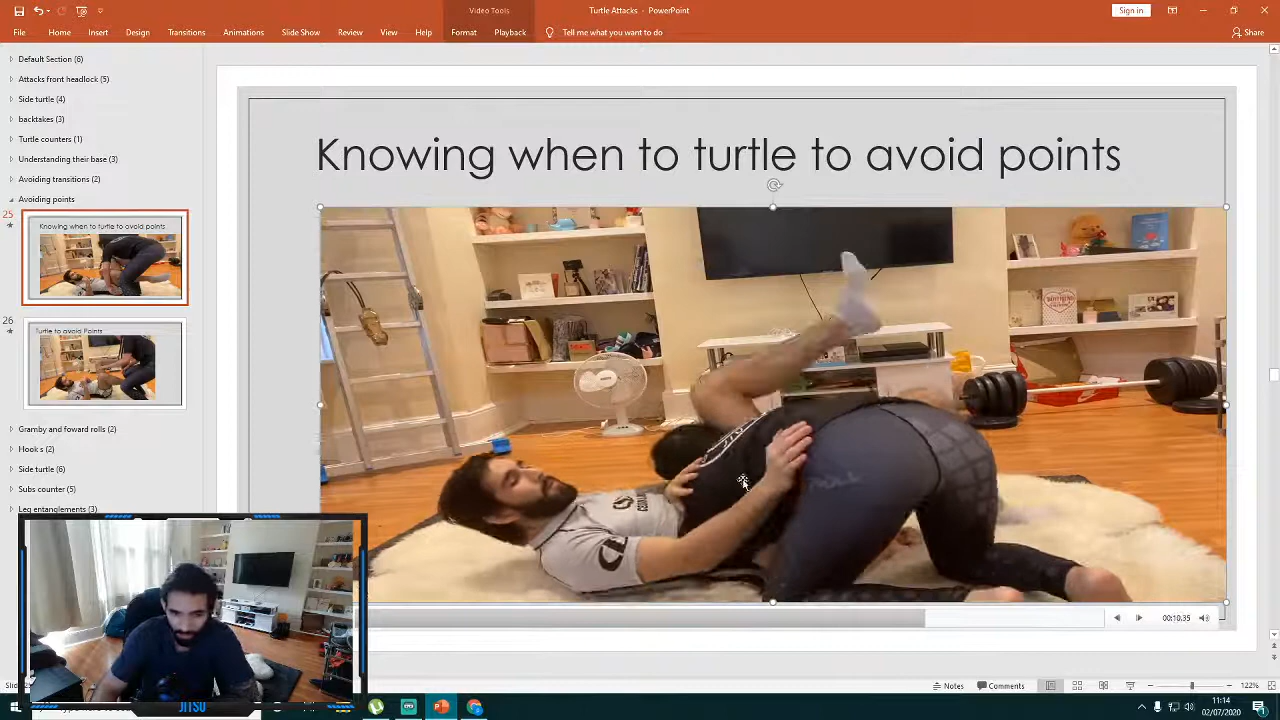 Video Tools
Turtle Attacks - PowerPoint
Sign in
File
Home
Insert
Design
Transitions
Animations
Slide Show
Review
View
Help
Format
Playback
Tell me what you want to do
Share
Default Section (6)
Attacks front headlock (5)
Side turtle (4)
backtakes (3)
Turtle counters (1)
Understanding their base (3)
Avoiding transitions (2)
Avoiding points
25
Knowing when to turtle to avoid points
26
Turtle to avoid Points
Gramby and foward rolls (2)
Hook s (2)
Side turtle (6)
Subs counter (5)
Leg entanglements (3)
Knowing when to turtle to avoid points
00:10.35
Notes
Comments
122%
JITSU
11:14
02/07/2020